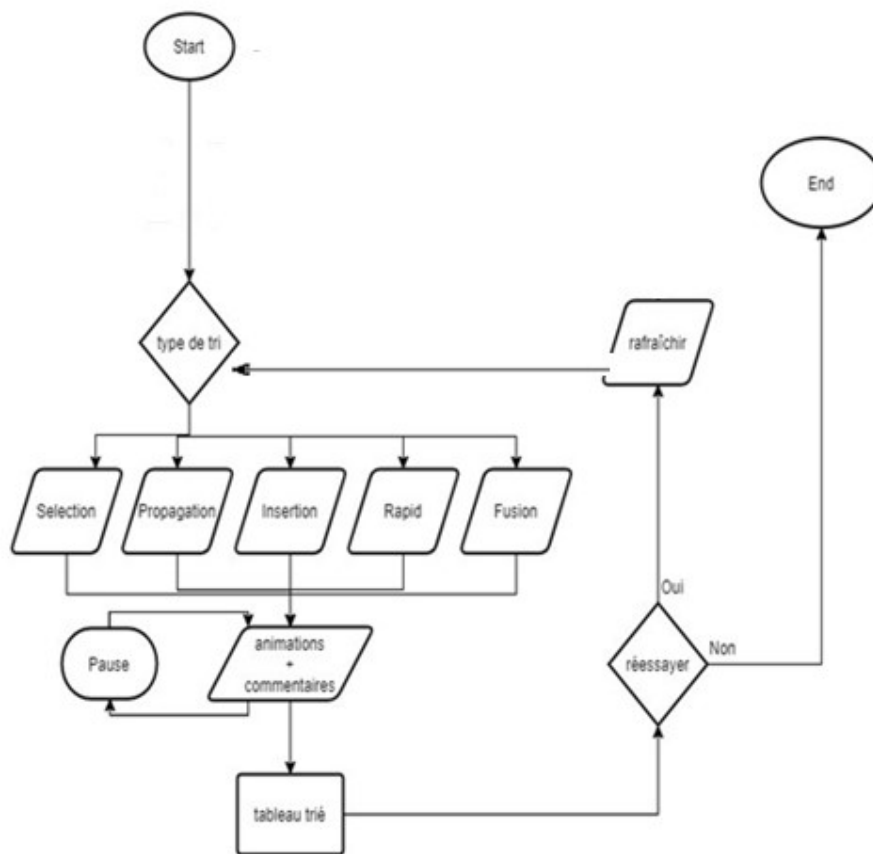 Start
End
type de tri
rafraîchir
Selection
Propagation
Insertion
Rapid
Fusion
Oui
Pause
animations
+
commentaires
réessayer
Non
tableau trié